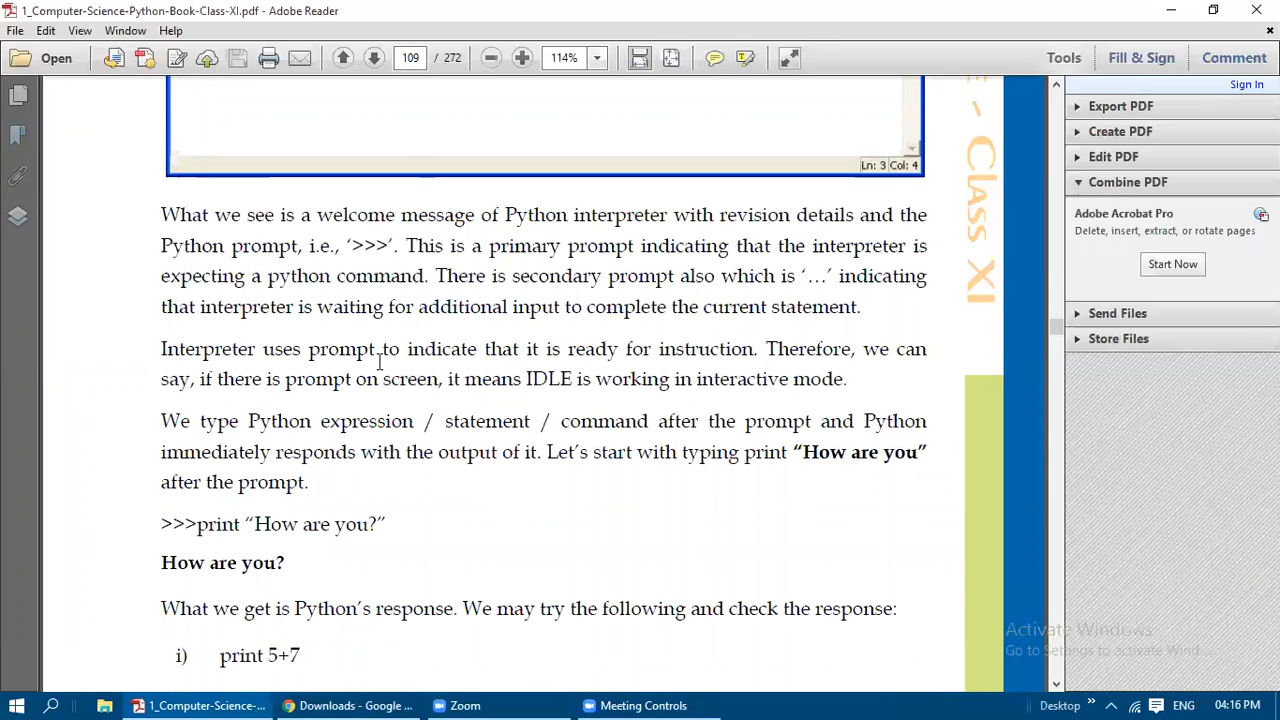 1_Computer-Science-Python-Book-Class-XI.pdf - Adobe Reader
File Edit View Window Help
Open 109 / 272 114% Tools Fill & Sign Comment
Sign In
Export PDF
Create PDF
Edit PDF
Combine PDF
Adobe Acrobat Pro
Delete, insert, extract, or rotate pages
Start Now
Send Files
Store Files
Ln: 3 Col: 4
- Class XI
What we see is a welcome message of Python interpreter with revision details and the
Python prompt, i.e., ‘>>>’. This is a primary prompt indicating that the interpreter is
expecting a python command. There is secondary prompt also which is ‘…’ indicating
that interpreter is waiting for additional input to complete the current statement.
Interpreter uses prompt to indicate that it is ready for instruction. Therefore, we can
say, if there is prompt on screen, it means IDLE is working in interactive mode.
We type Python expression / statement / command after the prompt and Python
immediately responds with the output of it. Let’s start with typing print “How are you”
after the prompt.
>>>print “How are you?”
How are you?
What we get is Python’s response. We may try the following and check the response:
i) print 5+7
Activate Windows
Go to Settings to activate Wind...
1_Computer-Science-... Downloads - Google ... Zoom Meeting Controls Desktop ENG 04:16 PM